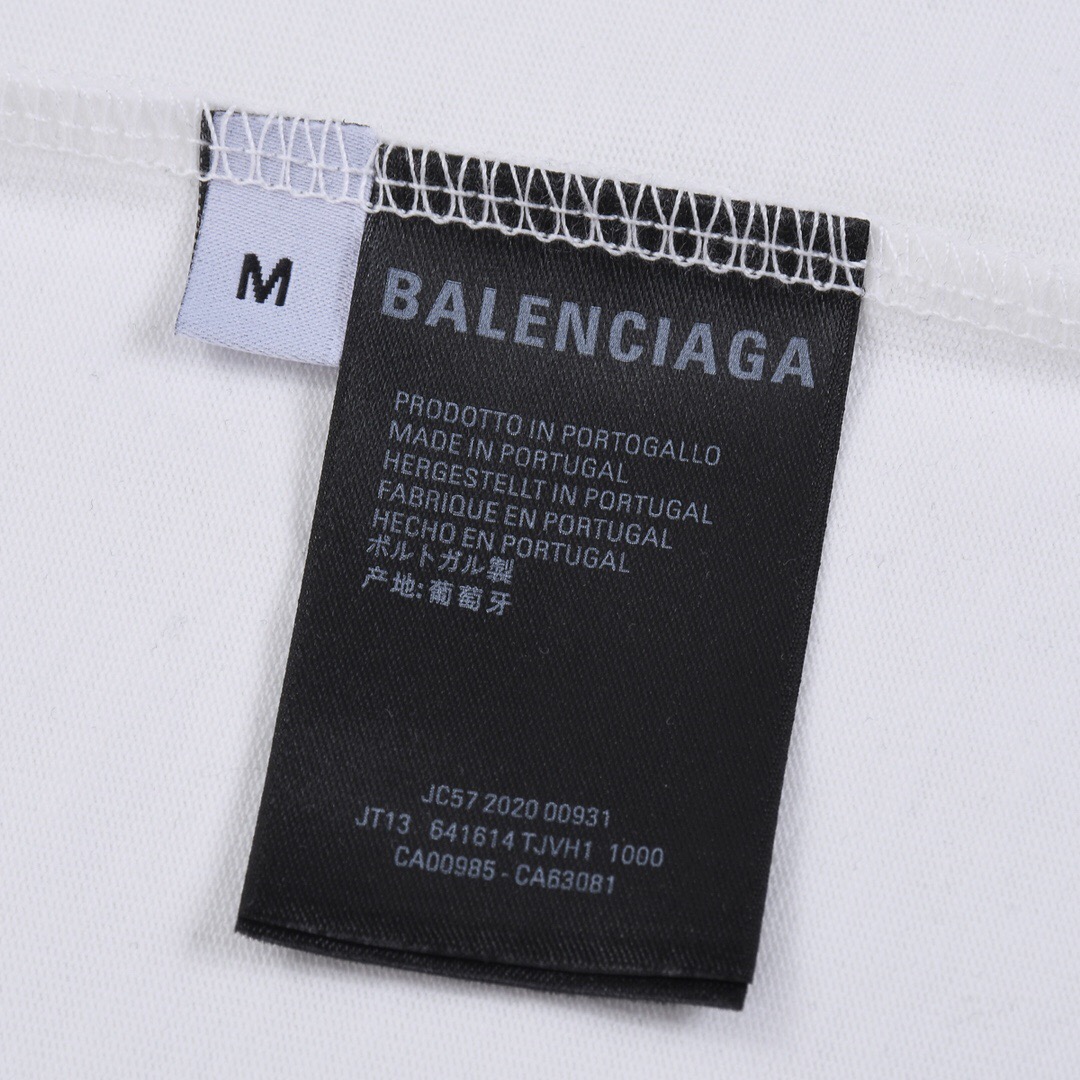 M
BALENCIAGA
PRODOTTO IN PORTOGALLO
MADE IN PORTUGAL
HERGESTELLT IN PORTUGAL
FABRIQUE EN PORTUGAL
HECHO EN PORTUGAL
ポルトガル製
产地:葡萄牙
JC57 2020 00931
JT13 641614 TJVH1 1000
CA00985 - CA63081